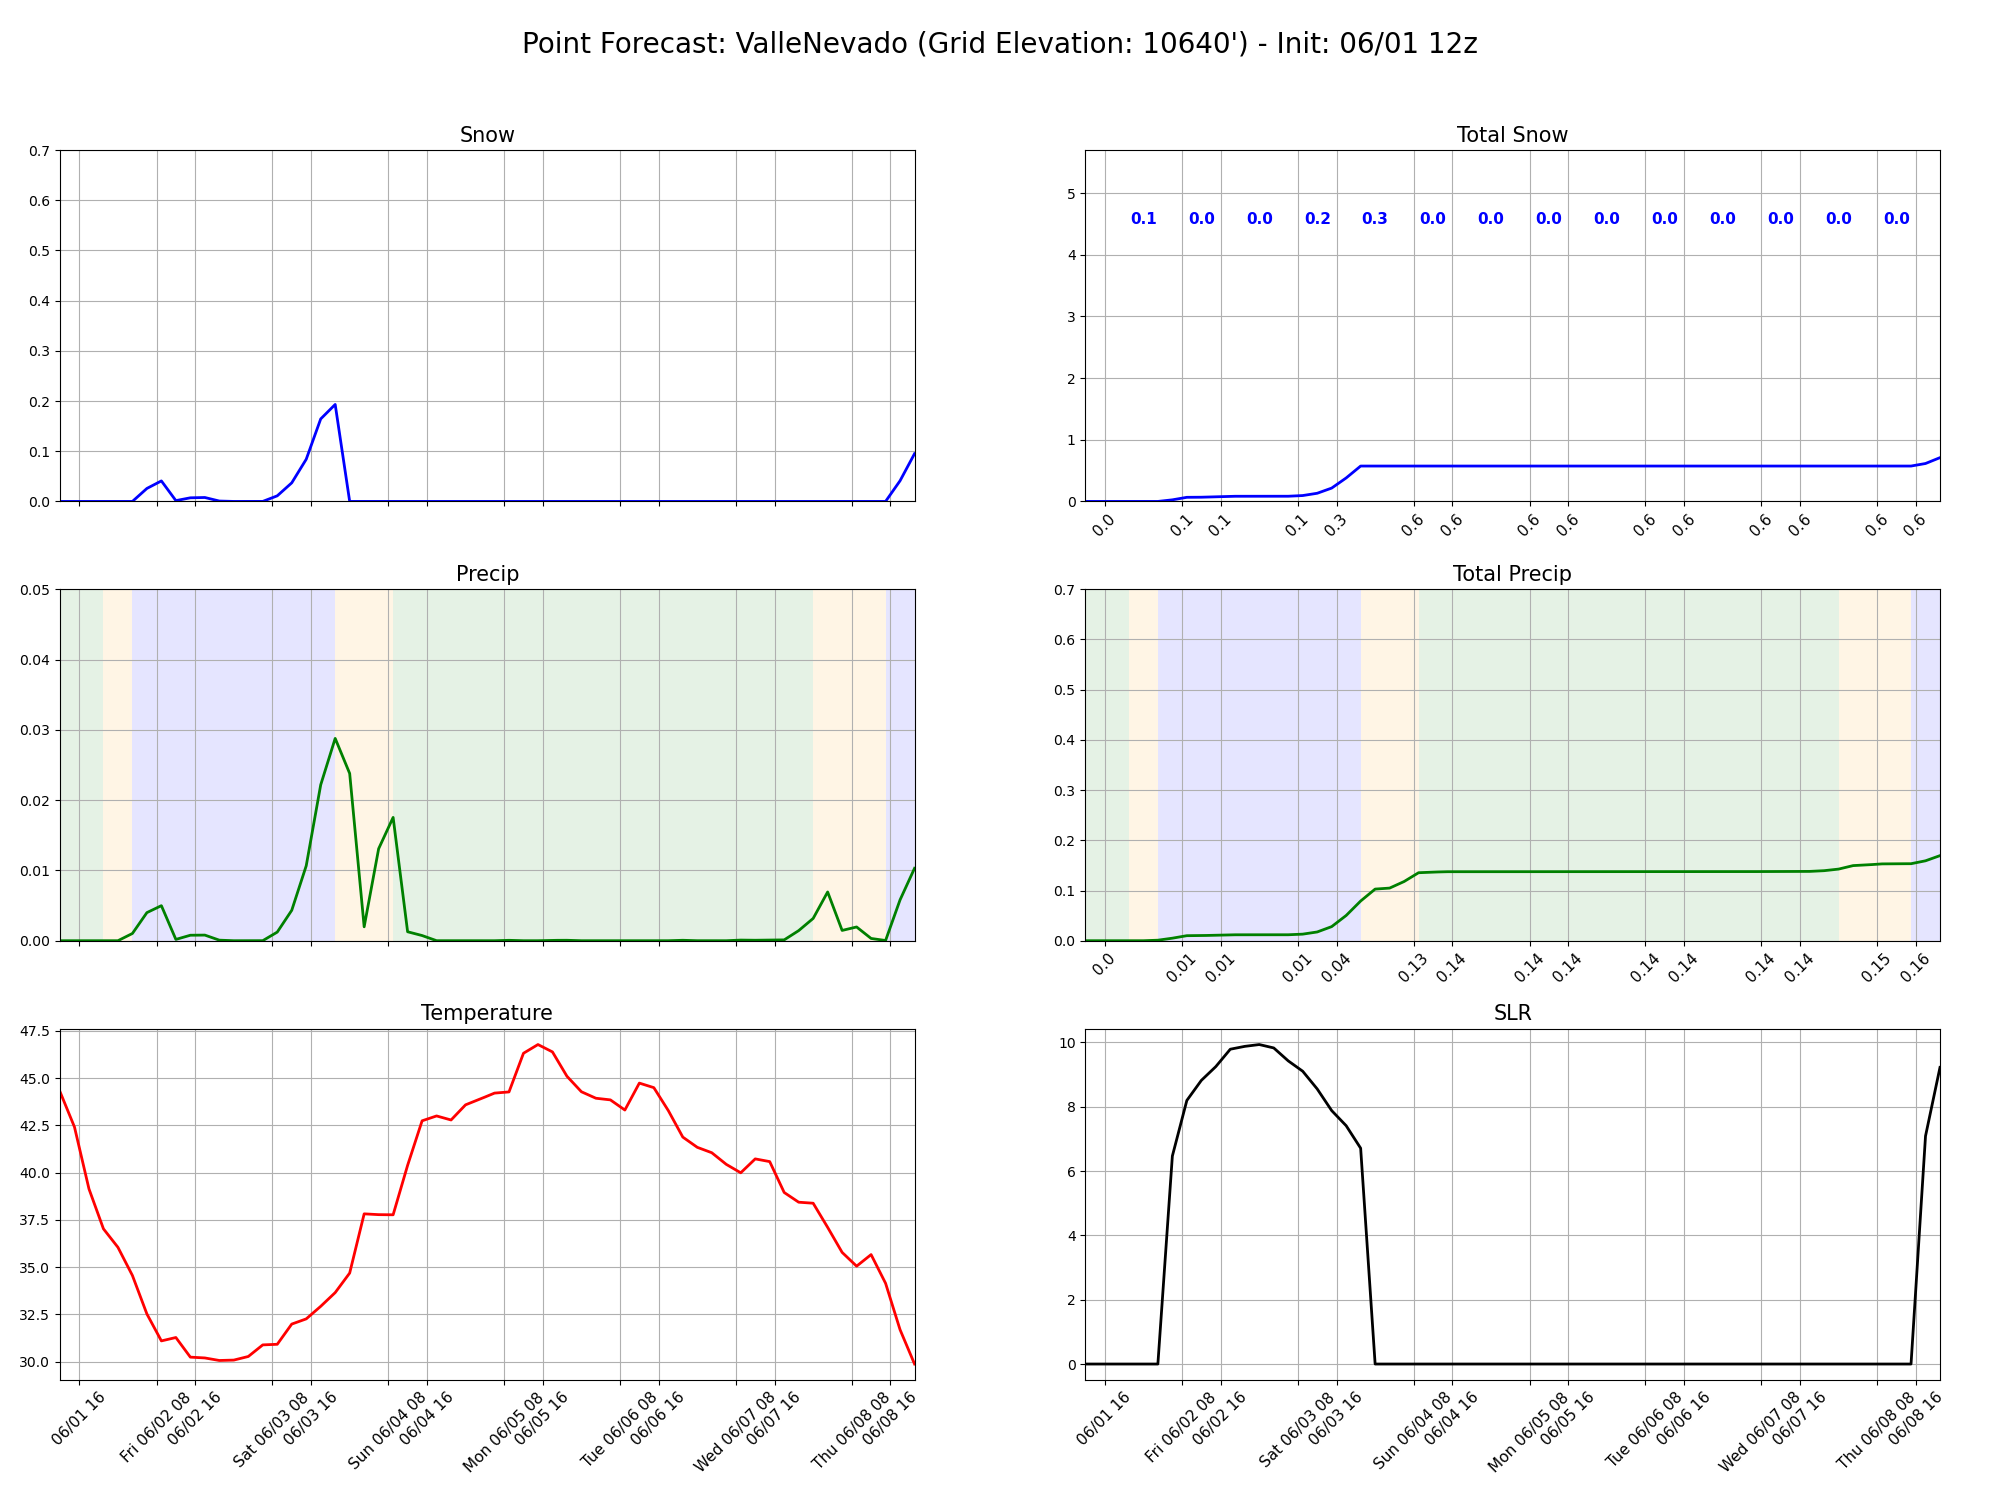 Point Forecast: ValleNevado (Grid Elevation: 10640') - Init: 06/01 12z
Snow
0.7
0.6
0.5
0.4
0.3
0.2
0.1
0.0
Total Snow
5
4
3
2
1
0
0.1 0.0 0.0 0.2 0.3 0.0 0.0 0.0 0.0 0.0 0.0 0.0 0.0 0.0
0.0 0.1 0.1 0.1 0.3 0.6 0.6 0.6 0.6 0.6 0.6 0.6 0.6 0.6 0.6
Precip
0.05
0.04
0.03
0.02
0.01
0.00
Total Precip
0.7
0.6
0.5
0.4
0.3
0.2
0.1
0.0
0.0 0.01 0.01 0.01 0.04 0.13 0.14 0.14 0.14 0.14 0.14 0.14 0.14 0.15 0.16
Temperature
47.5
45.0
42.5
40.0
37.5
35.0
32.5
30.0
06/01 16
Fri 06/02 08
06/02 16
Sat 06/03 08
06/03 16
Sun 06/04 08
06/04 16
Mon 06/05 08
06/05 16
Tue 06/06 08
06/06 16
Wed 06/07 08
06/07 16
Thu 06/08 08
06/08 16
SLR
10
8
6
4
2
0
06/01 16
Fri 06/02 08
06/02 16
Sat 06/03 08
06/03 16
Sun 06/04 08
06/04 16
Mon 06/05 08
06/05 16
Tue 06/06 08
06/06 16
Wed 06/07 08
06/07 16
Thu 06/08 08
06/08 16